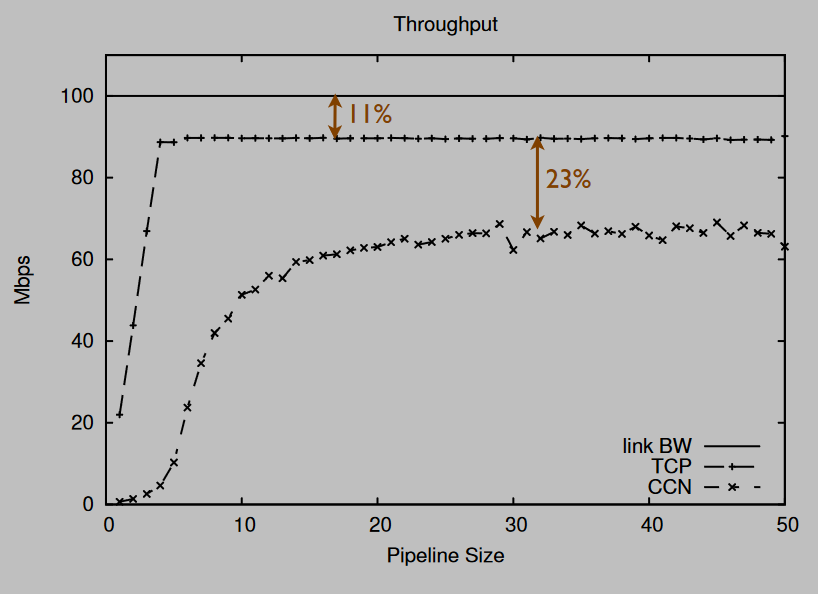 Throughput
100
80
60
40
20
0
Mbps
11%
23%
link BW
TCP
CCN
0 10 20 30 40 50
Pipeline Size